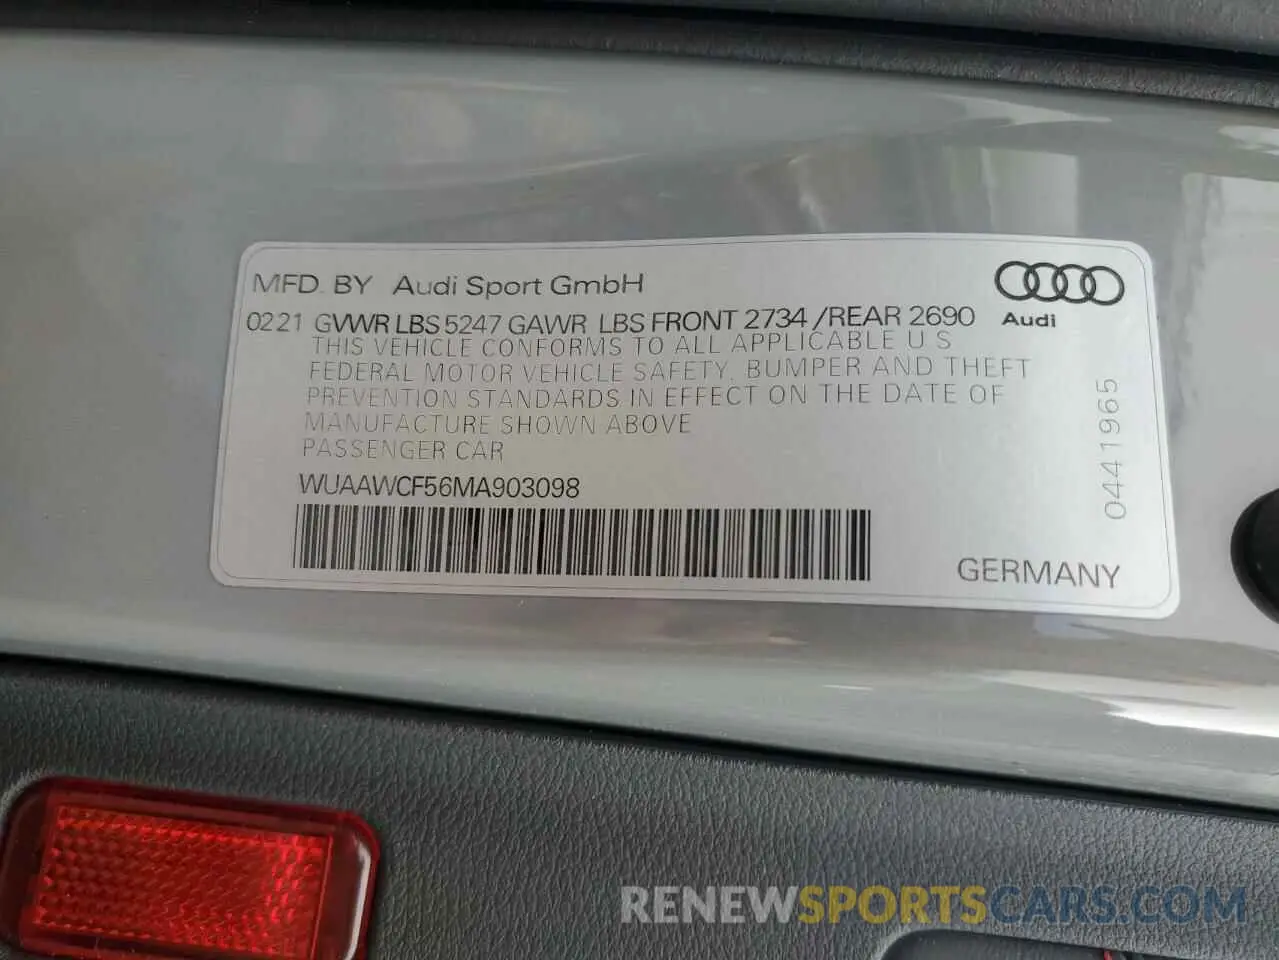 MFD. BY Audi Sport GmbH
0221 GVWR LBS 5247 GAWR LBS FRONT 2734 /REAR 2690
Audi
THIS VEHICLE CONFORMS TO ALL APPLICABLE U S
FEDERAL MOTOR VEHICLE SAFETY, BUMPER AND THEFT
PREVENTION STANDARDS IN EFFECT ON THE DATE OF
MANUFACTURE SHOWN ABOVE
PASSENGER CAR
WUAAWCF56MA903098
0441965
GERMANY
RENEWSPORTSCARS.COM